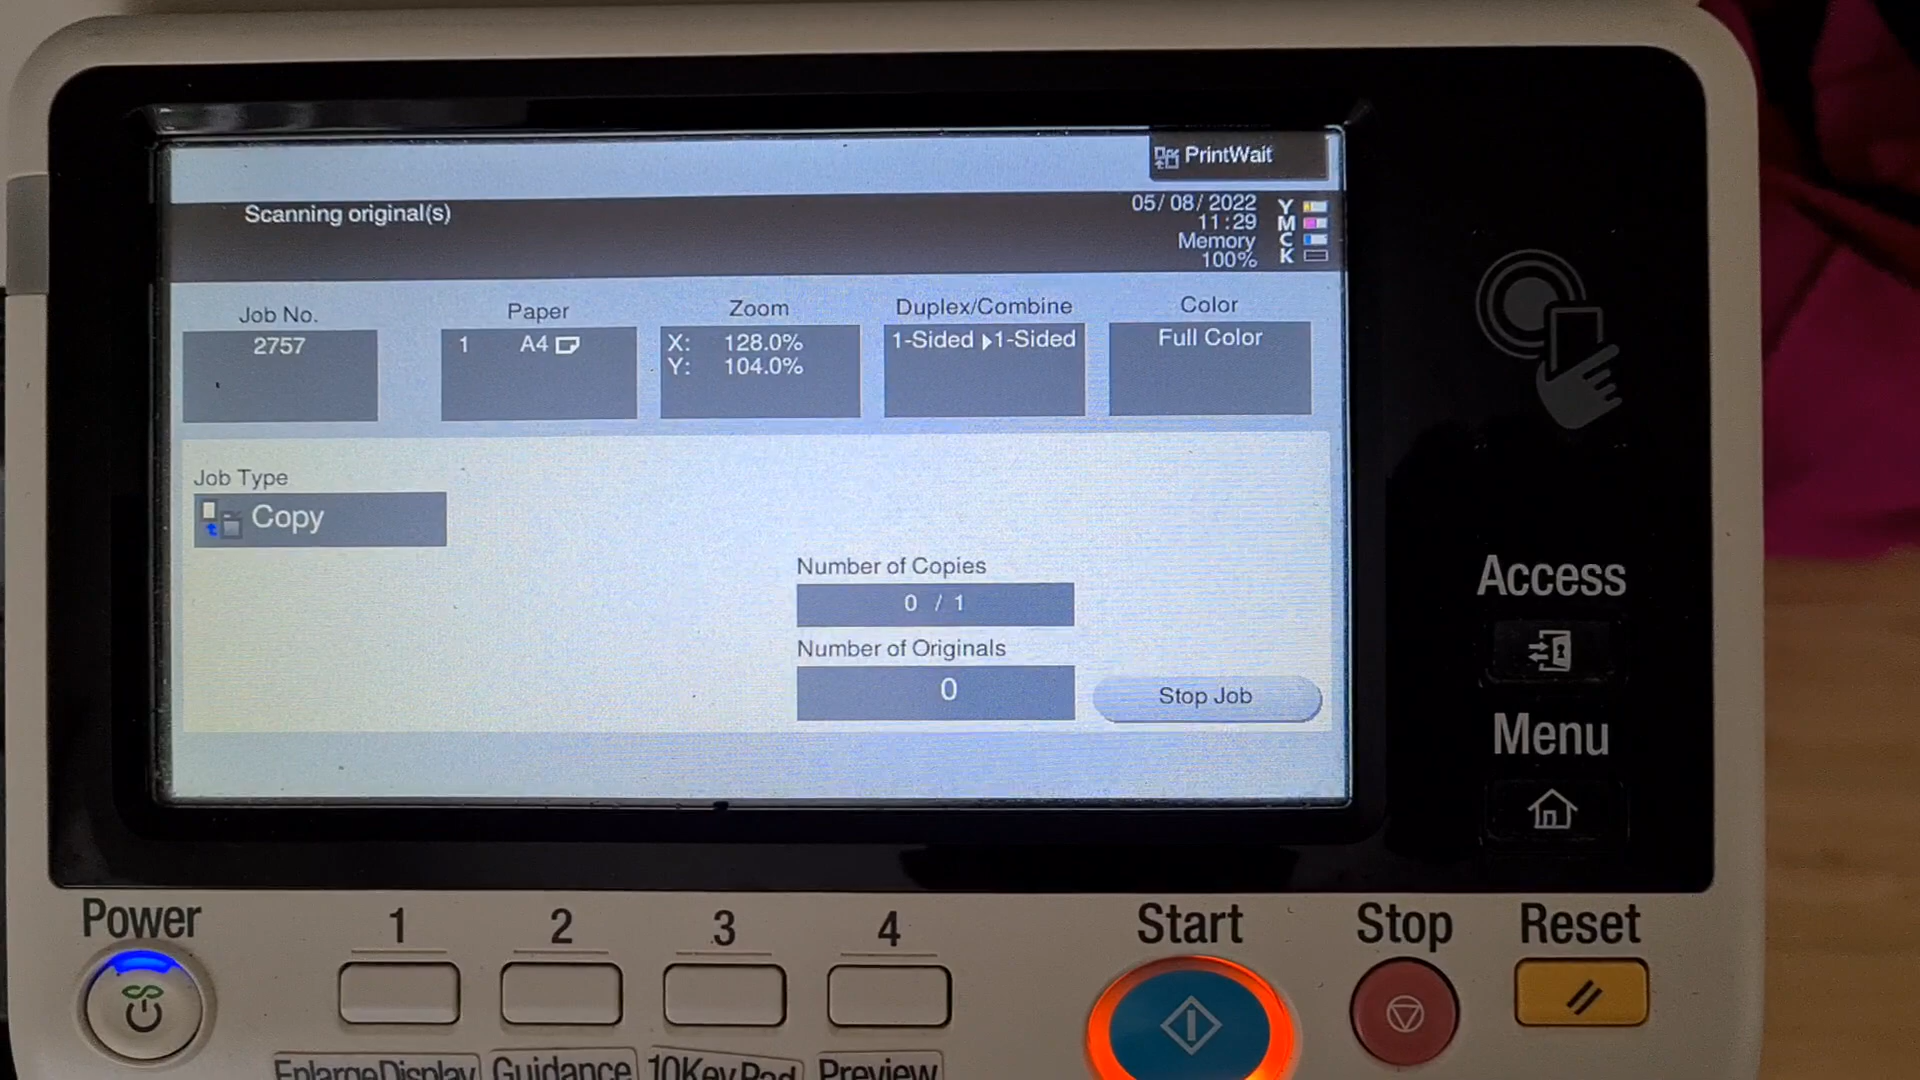 PrintWait
Scanning original(s)
05/08/2022
11:29
Memory
100%
Y
M
C
K
Job No.
2757
Paper
1 A4
Zoom
X: 128.0%
Y: 104.0%
Duplex/Combine
1-Sided ▶1-Sided
Color
Full Color
Job Type
Copy
Number of Copies
0 / 1
Number of Originals
0
Stop Job
Access
Menu
Power
1
2
3
4
Start
Stop
Reset
EnlargeDisplay
Guidance
10KeyPad
Preview